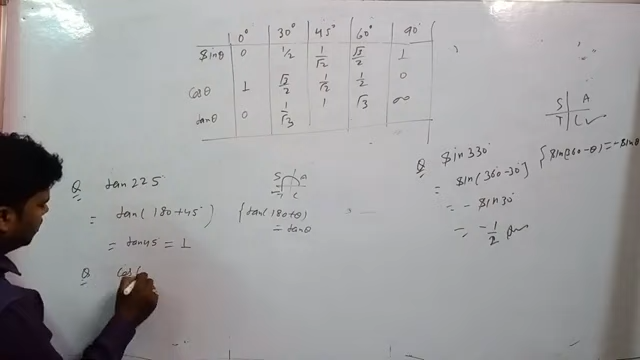 0° 30° 45° 60° 90°
sinθ 0 1/2 1/√2 √3/2 1
cosθ 1 √3/2 1/√2 1/2 0
tanθ 0 1/√3 1 √3 ∞
S A
T C ✓
Q tan 225°
= tan(180+45°) {tan(180+θ)
= tanθ
= tan45 = 1
S A
T C
Q cos(
Q sin 330°
= sin(360-30°) {sin(360-θ)=-sinθ
= - sin30°
= -1/2 Ans